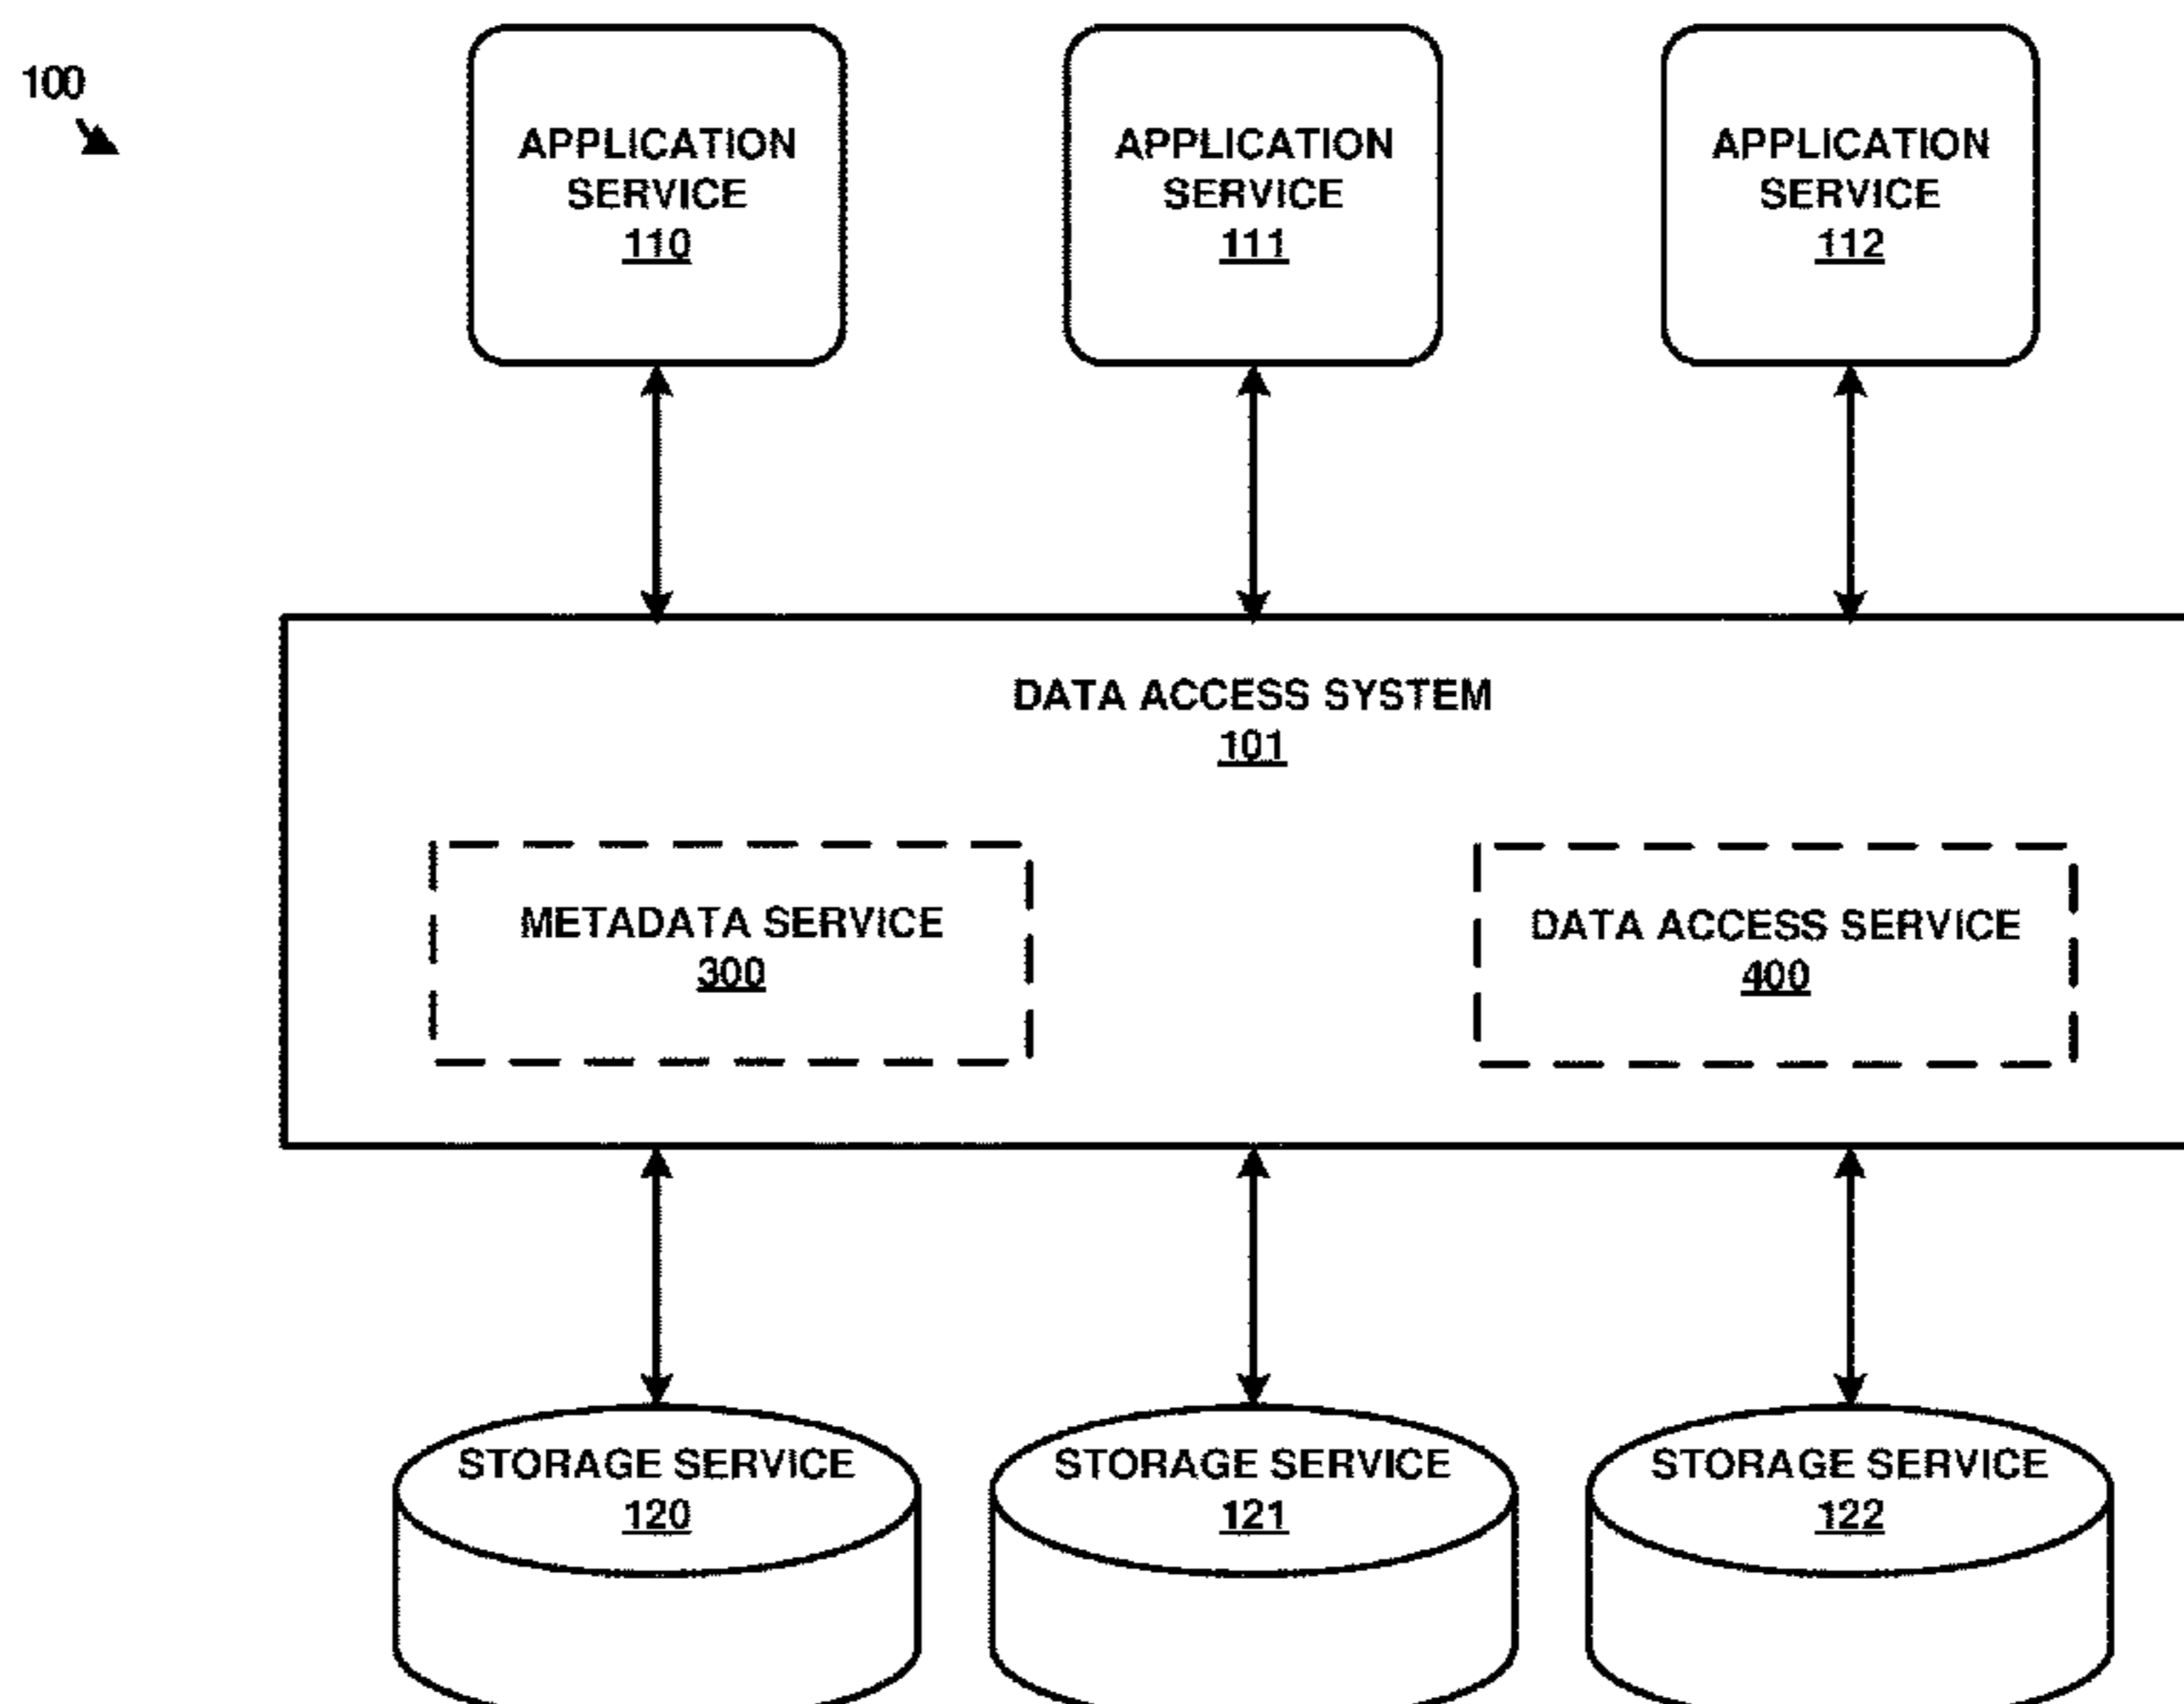 100
APPLICATION
SERVICE
110
APPLICATION
SERVICE
111
APPLICATION
SERVICE
112
DATA ACCESS SYSTEM
101
METADATA SERVICE
300
DATA ACCESS SERVICE
400
STORAGE SERVICE
120
STORAGE SERVICE
121
STORAGE SERVICE
122